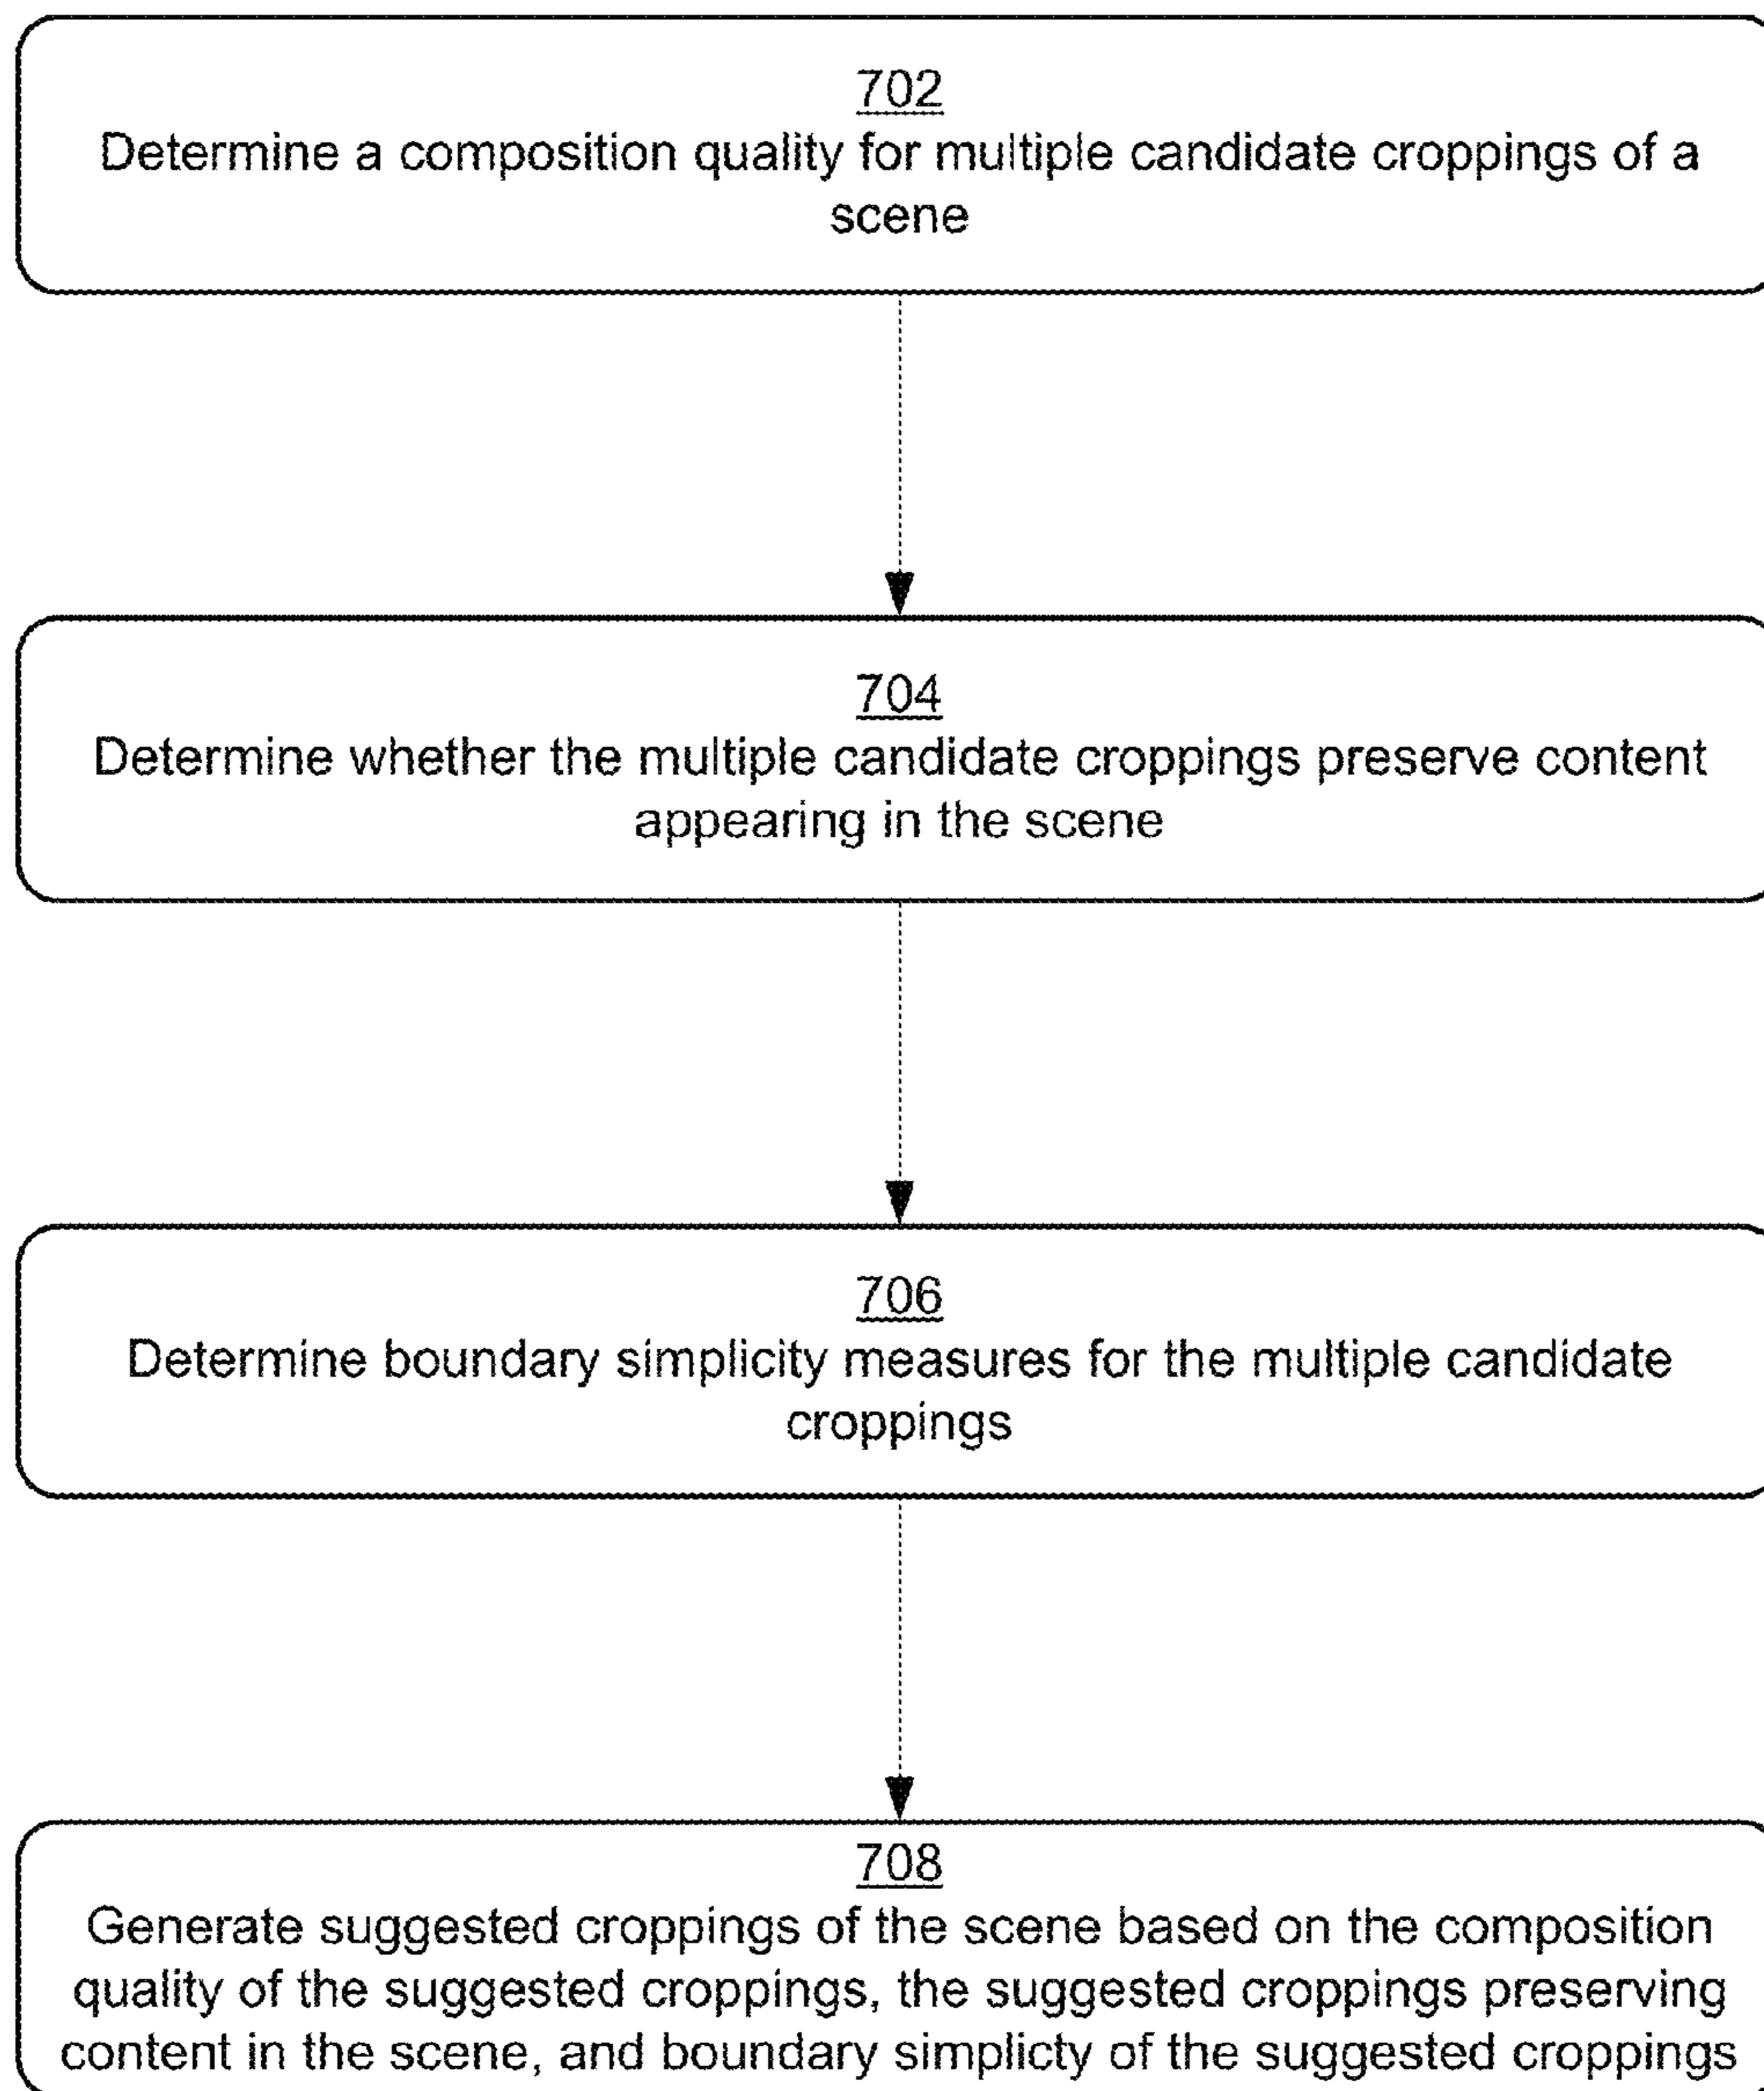 702
Determine a composition quality for multiple candidate croppings of a
scene
704
Determine whether the multiple candidate croppings preserve content
appearing in the scene
706
Determine boundary simplicity measures for the multiple candidate
croppings
708
Generate suggested croppings of the scene based on the composition
quality of the suggested croppings, the suggested croppings preserving
content in the scene, and boundary simplicty of the suggested croppings